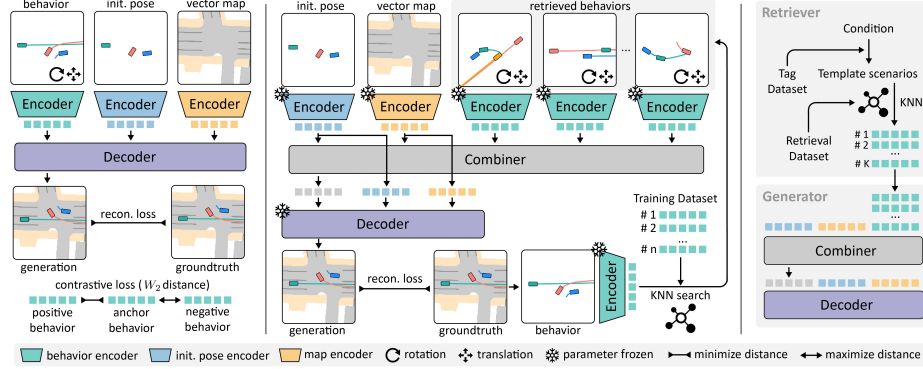 behavior
init. pose
vector map
Encoder
Encoder
Encoder
Decoder
recon. loss
generation
groundtruth
contrastive loss (W₂ distance)
positive
behavior
anchor
behavior
negative
behavior
init. pose
vector map
retrieved behaviors
...
Encoder
Encoder
Encoder
Encoder
Encoder
Combiner
Decoder
recon. loss
generation
groundtruth
behavior
Encoder
Training Dataset
# 1
# 2
...
# n
KNN search
Retriever
Condition
Tag
Dataset
Template scenarios
KNN
Retrieval
Dataset
# 1
# 2
...
# K
Generator
...
Combiner
Decoder
behavior encoder
init. pose encoder
map encoder
rotation
translation
parameter frozen
minimize distance
maximize distance